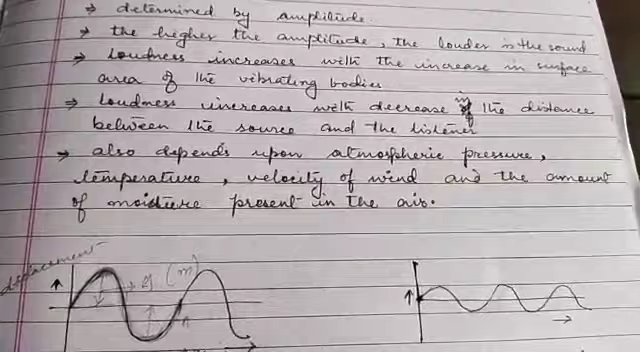 → determined by amplitude.
→ the higher the amplitude, the louder is the sound
→ loudness increases with the increase in surface
area of the vibrating bodies
→ loudness increases with decrease in the distance
between the source and the listener
→ also depends upon atmospheric pressure,
temperature, velocity of wind and the amount
of moisture present in the air.
displacement
(m)